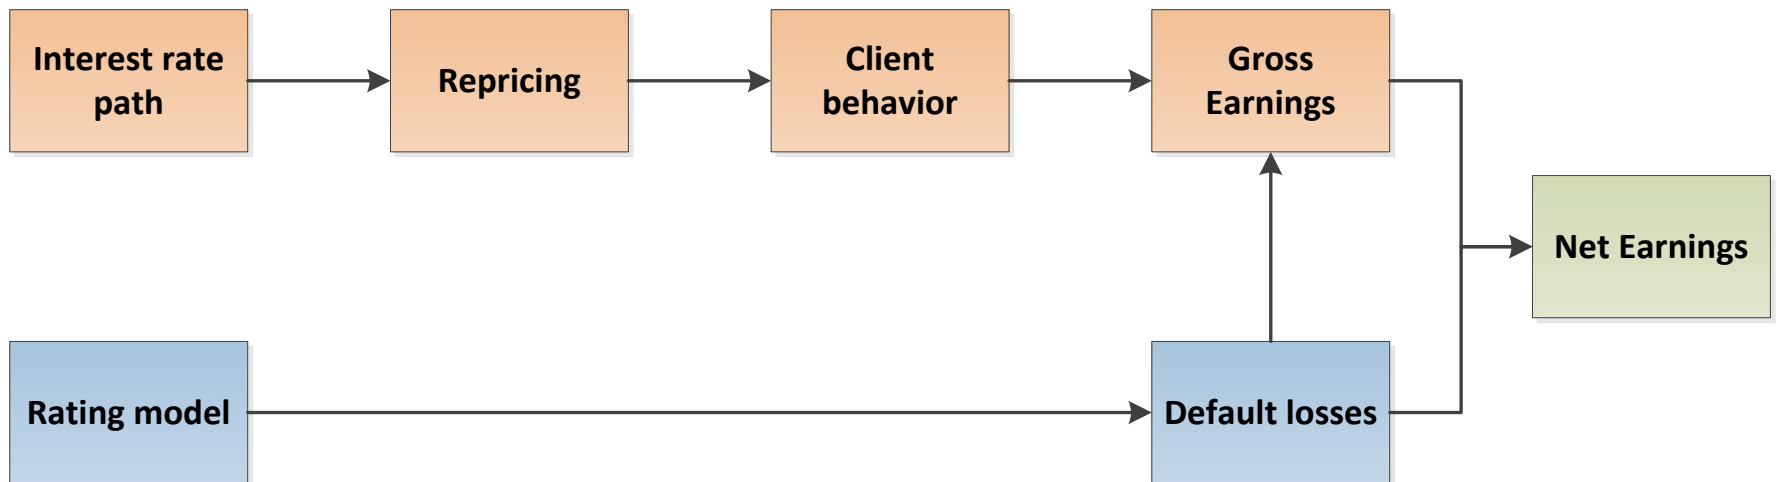 Interest rate
path
Repricing
Client
behavior
Gross
Earnings
Net Earnings
Rating model
Default losses